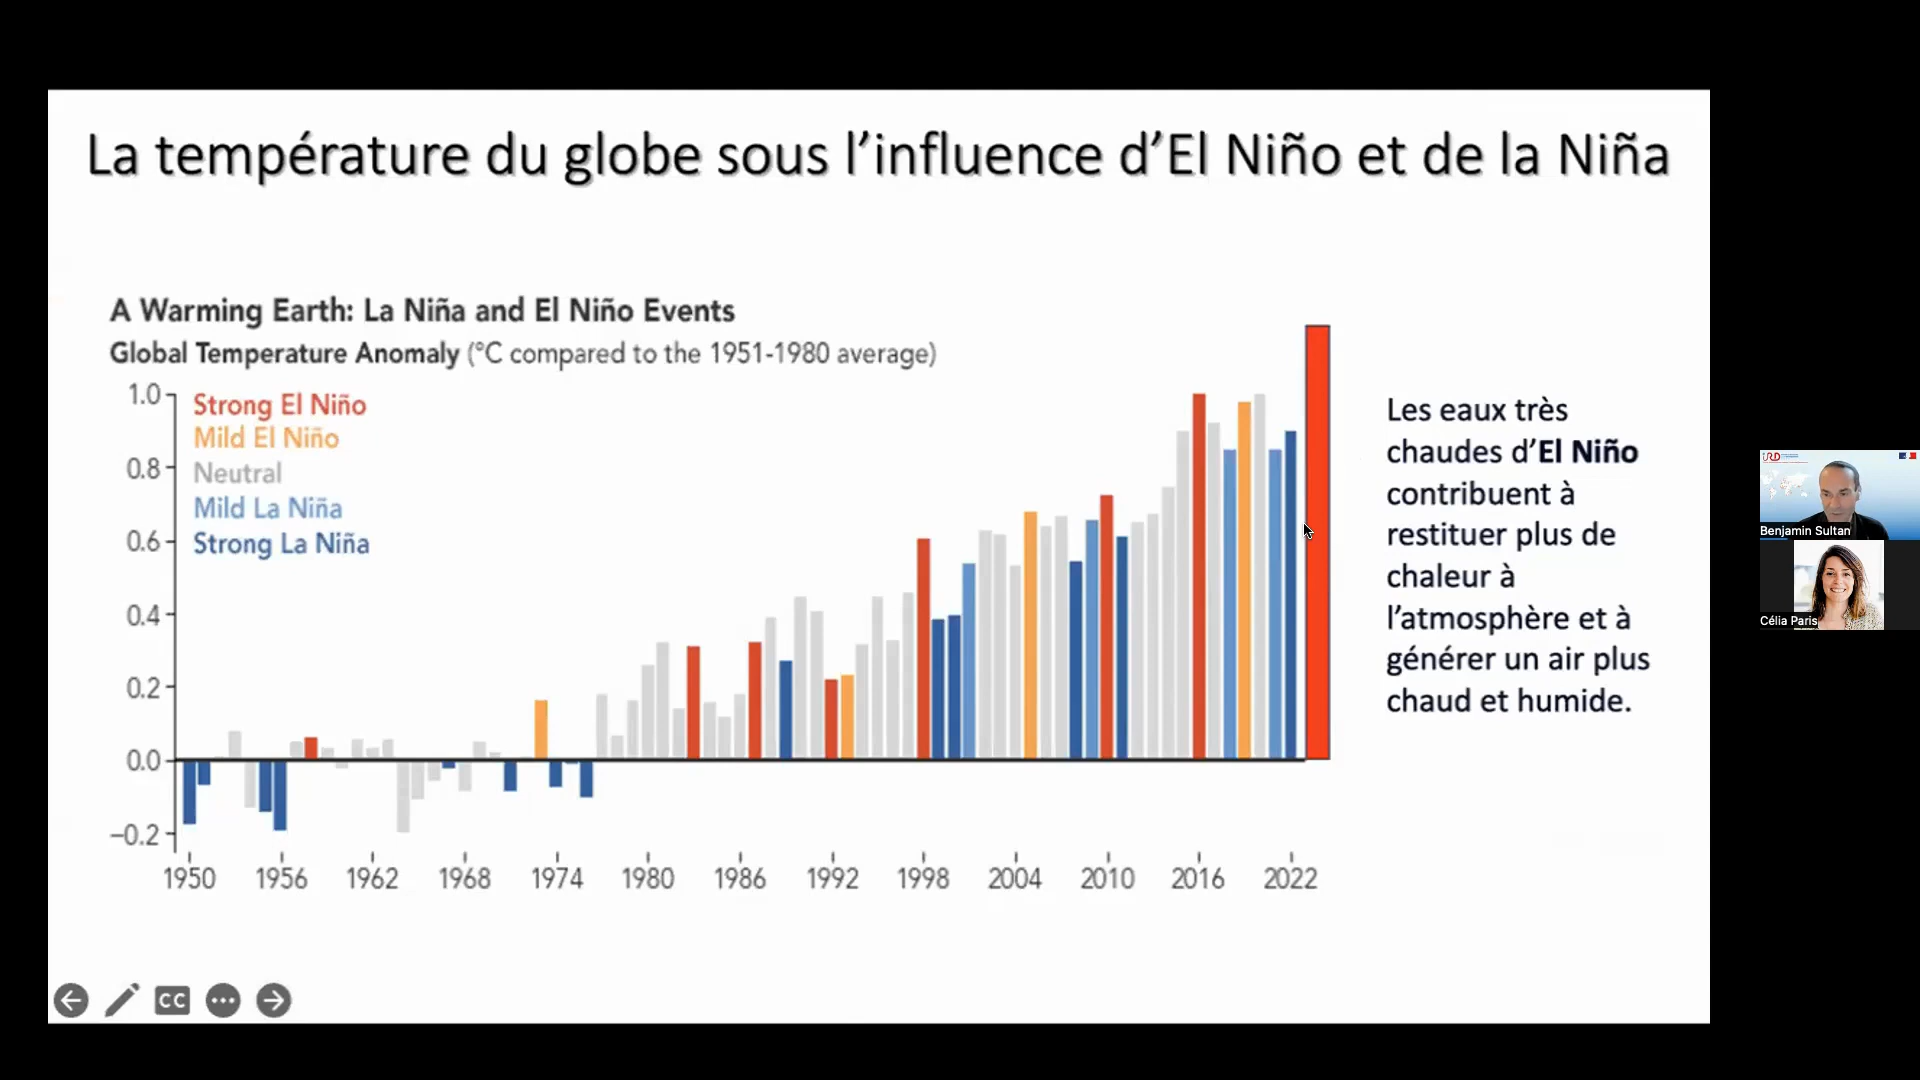 La température du globe sous l’influence d’El Niño et de la Niña
A Warming Earth: La Niña and El Niño Events
Global Temperature Anomaly (°C compared to the 1951-1980 average)
1.0
0.8
0.6
0.4
0.2
0.0
−0.2
Strong El Niño
Mild El Niño
Neutral
Mild La Niña
Strong La Niña
1950 1956 1962 1968 1974 1980 1986 1992 1998 2004 2010 2016 2022
Les eaux très
chaudes d’El Niño
contribuent à
restituer plus de
chaleur à
l’atmosphère et à
générer un air plus
chaud et humide.
CC
IRD
Benjamin Sultan
Célia Paris